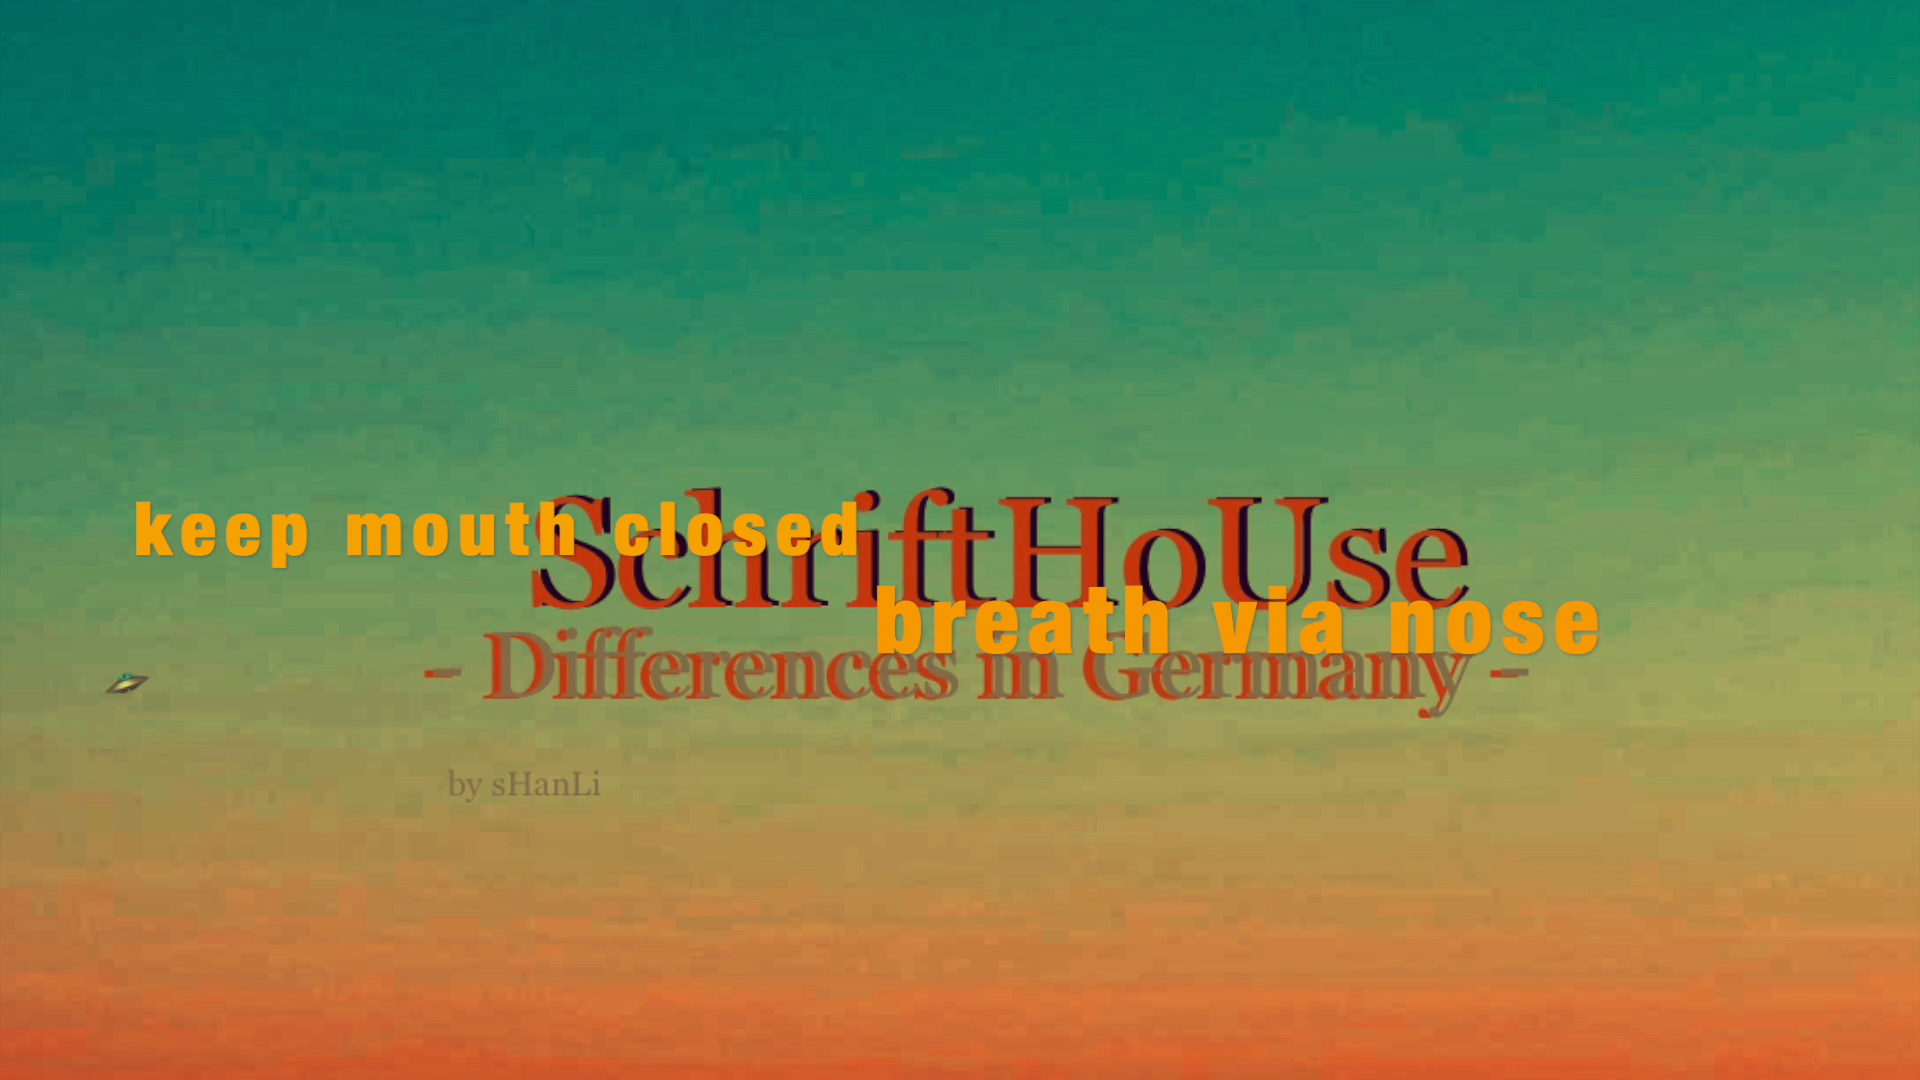 keep mouth closed
SchriftHoUse
breath via nose
- Differences in Germany -
by sHanLi